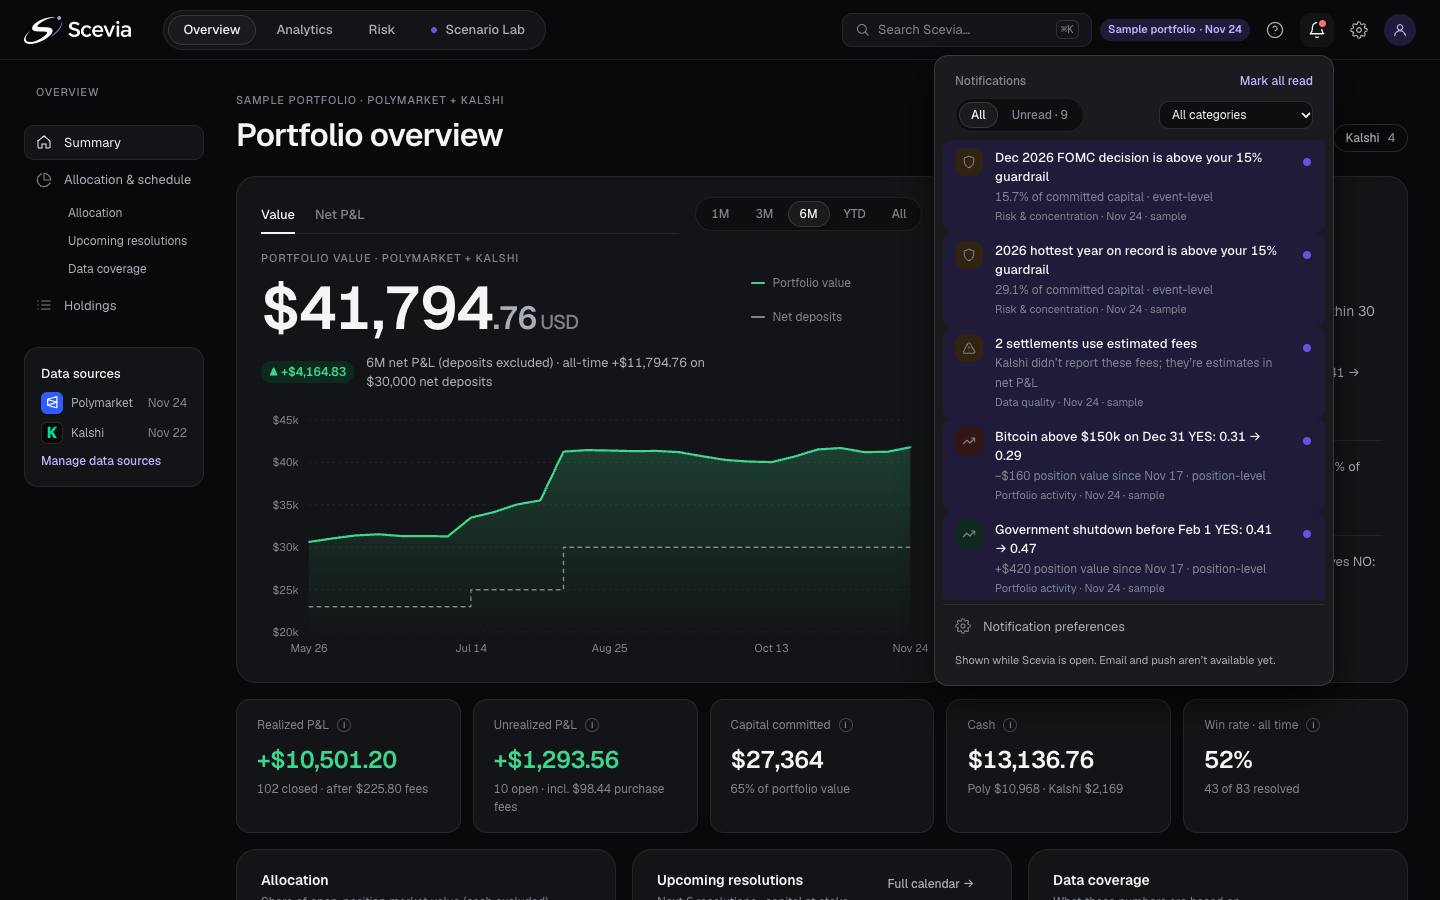 Scevia
Overview
Analytics
Risk
Scenario Lab
Search Scevia…
⌘K
Sample portfolio · Nov 24
OVERVIEW
Summary
Allocation & schedule
Allocation
Upcoming resolutions
Data coverage
Holdings
Data sources
Polymarket Nov 24
Kalshi Nov 22
Manage data sources
SAMPLE PORTFOLIO · POLYMARKET + KALSHI
Portfolio overview
Kalshi 4
Value
Net P&L
1M
3M
6M
YTD
All
PORTFOLIO VALUE · POLYMARKET + KALSHI
$41,794.76 USD
Portfolio value
Net deposits
▲ +$4,164.83
6M net P&L (deposits excluded) · all-time +$11,794.76 on
$30,000 net deposits
$45k
$40k
$35k
$30k
$25k
$20k
May 26
Jul 14
Aug 25
Oct 13
Nov 24
Notifications
Mark all read
All
Unread · 9
All categories
Dec 2026 FOMC decision is above your 15%
guardrail
15.7% of committed capital · event-level
Risk & concentration · Nov 24 · sample
2026 hottest year on record is above your 15%
guardrail
29.1% of committed capital · event-level
Risk & concentration · Nov 24 · sample
2 settlements use estimated fees
Kalshi didn't report these fees; they're estimates in
net P&L
Data quality · Nov 24 · sample
Bitcoin above $150k on Dec 31 YES: 0.31 →
0.29
−$160 position value since Nov 17 · position-level
Portfolio activity · Nov 24 · sample
Government shutdown before Feb 1 YES: 0.41
→ 0.47
+$420 position value since Nov 17 · position-level
Portfolio activity · Nov 24 · sample
Notification preferences
Shown while Scevia is open. Email and push aren't available yet.
30
→
% of
NO:
Realized P&L
+$10,501.20
102 closed · after $225.80 fees
Unrealized P&L
+$1,293.56
10 open · incl. $98.44 purchase
fees
Capital committed
$27,364
65% of portfolio value
Cash
$13,136.76
Poly $10,968 · Kalshi $2,169
Win rate · all time
52%
43 of 83 resolved
Allocation
Upcoming resolutions
Full calendar →
Data coverage